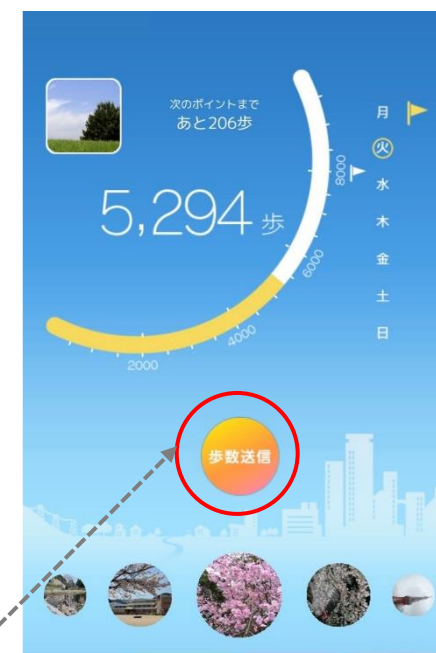 次のポイントまで
あと206歩
5,294 歩
2000
4000
6000
8000
月
火
水
木
金
土
日
歩数送信